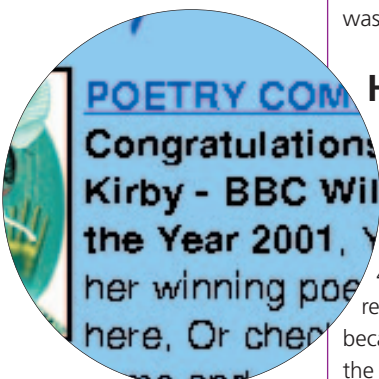 was
POETRY COM
H
Congratulations
Kirby - BBC Wil
the Year 2001, Y
her winning poe
re
here, Or chec
beca
the